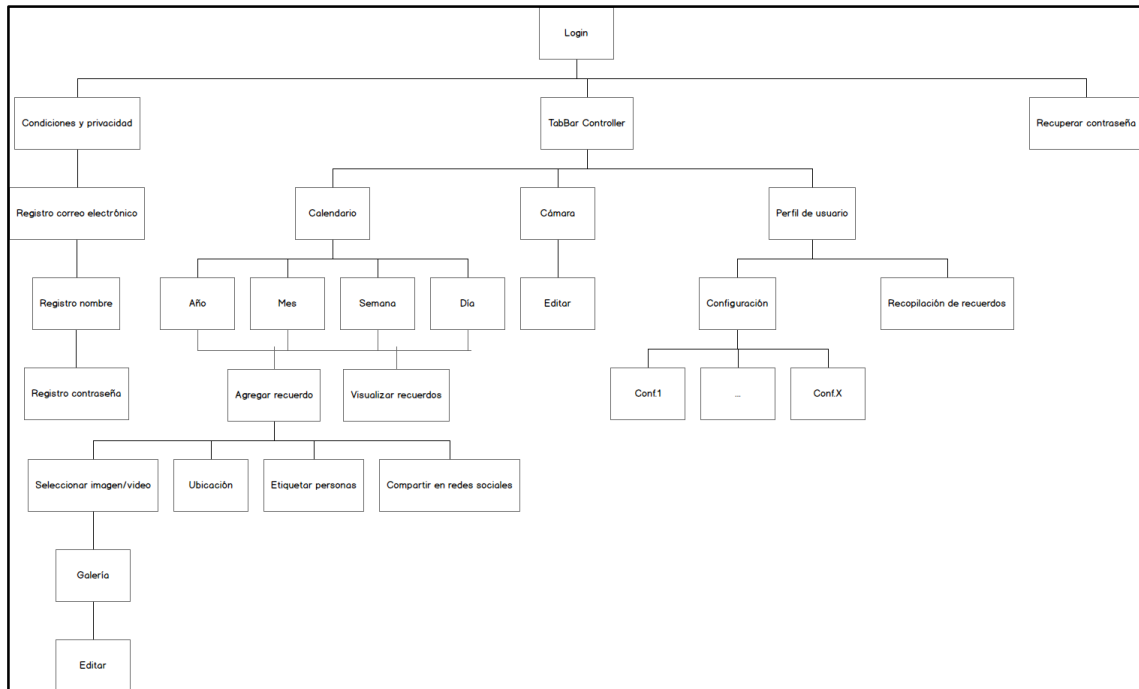 Login
Condiciones y privacidad
TabBar Controller
Recuperar contraseña
Registro correo electrónico
Calendario
Cámara
Perfil de usuario
Registro nombre
Año
Mes
Semana
Día
Editar
Configuración
Recopilación de recuerdos
Registro contraseña
Agregar recuerdo
Visualizar recuerdos
Conf.1
...
Conf.X
Seleccionar imagen/video
Ubicación
Etiquetar personas
Compartir en redes sociales
Galería
Editar